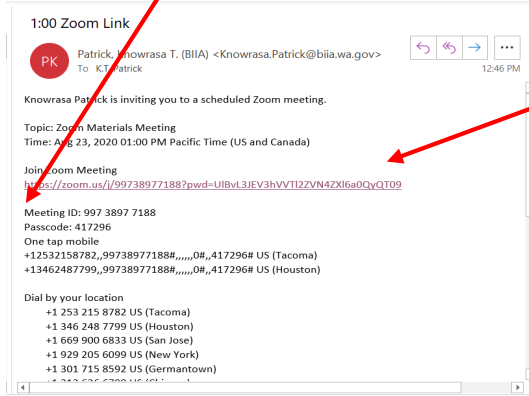 1:00 Zoom Link
PK
Patrick, Knowrasa T. (BIIA) <Knowrasa.Patrick@biia.wa.gov>
To K.T. Patrick
12:46 PM
Knowrasa Patrick is inviting you to a scheduled Zoom meeting.
Topic: Zoom Materials Meeting
Time: Aug 23, 2020 01:00 PM Pacific Time (US and Canada)
Join Zoom Meeting
https://zoom.us/j/99738977188?pwd=UlBvL3JEV3hVVTl2ZVN4ZXl6a0QyQT09
Meeting ID: 997 3897 7188
Passcode: 417296
One tap mobile
+12532158782,,99738977188#,,,,,,0#,,417296# US (Tacoma)
+13462487799,,99738977188#,,,,,,0#,,417296# US (Houston)
Dial by your location
+1 253 215 8782 US (Tacoma)
+1 346 248 7799 US (Houston)
+1 669 900 6833 US (San Jose)
+1 929 205 6099 US (New York)
+1 301 715 8592 US (Germantown)